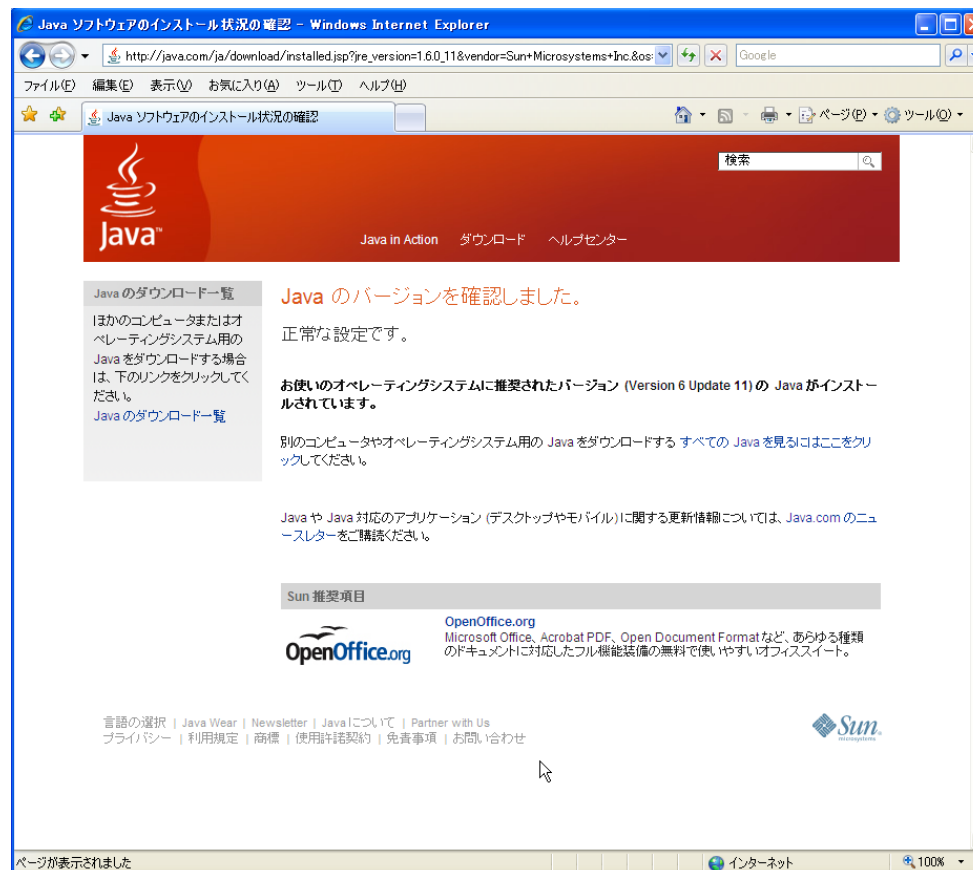 Java ソフトウェアのインストール状況の確認 - Windows Internet Explorer
http://java.com/ja/download/installed.jsp?jre_version=1.6.0_11&vendor=Sun+Microsystems+Inc.&os:
Google
ファイル(F) 編集(E) 表示(V) お気に入り(A) ツール(T) ヘルプ(H)
Java ソフトウェアのインストール状況の確認
ページ(P) ツール(O)
検索
Java™
Java in Action ダウンロード ヘルプセンター
Java のダウンロード一覧
ほかのコンピュータまたはオ
ペレーティングシステム用の
Java をダウンロードする場合
は、下のリンクをクリックしてく
ださい。
Java のダウンロード一覧
Java のバージョンを確認しました。
正常な設定です。
お使いのオペレーティングシステムに推奨されたバージョン (Version 6 Update 11) の Java がインストー
ルされています。
別のコンピュータやオペレーティングシステム用の Java をダウンロードする すべての Java を見るにはここをクリ
ックしてください。
Java や Java 対応のアプリケーション (デスクトップやモバイル) に関する更新情報については、Java.com のニュ
ースレターをご購読ください。
Sun 推奨項目
OpenOffice.org
OpenOffice.org
Microsoft Office、Acrobat PDF、Open Document Format など、あらゆる種類
のドキュメントに対応したフル機能装備の無料で使いやすいオフィススイート。
言語の選択 | Java Wear | Newsletter | Java について | Partner with Us
プライバシー | 利用規定 | 商標 | 使用許諾契約 | 免責事項 | お問い合わせ
Sun
microsystems
ページが表示されました
インターネット
100%